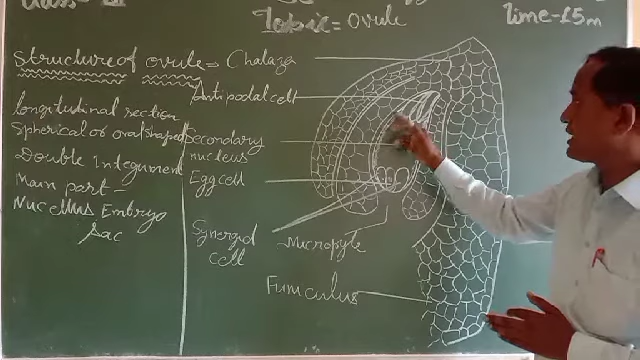 Topic = Ovule
Time - 15m
Structure of ovule =
longitudinal section
Spherical or oval shaped
Double Integument
Main part -
Nucellus Embryo
Sac
Chalaza
Antipodal cell
Secondary
nucleus
Egg cell
Synergid
cell
Micropyle
Funiculus